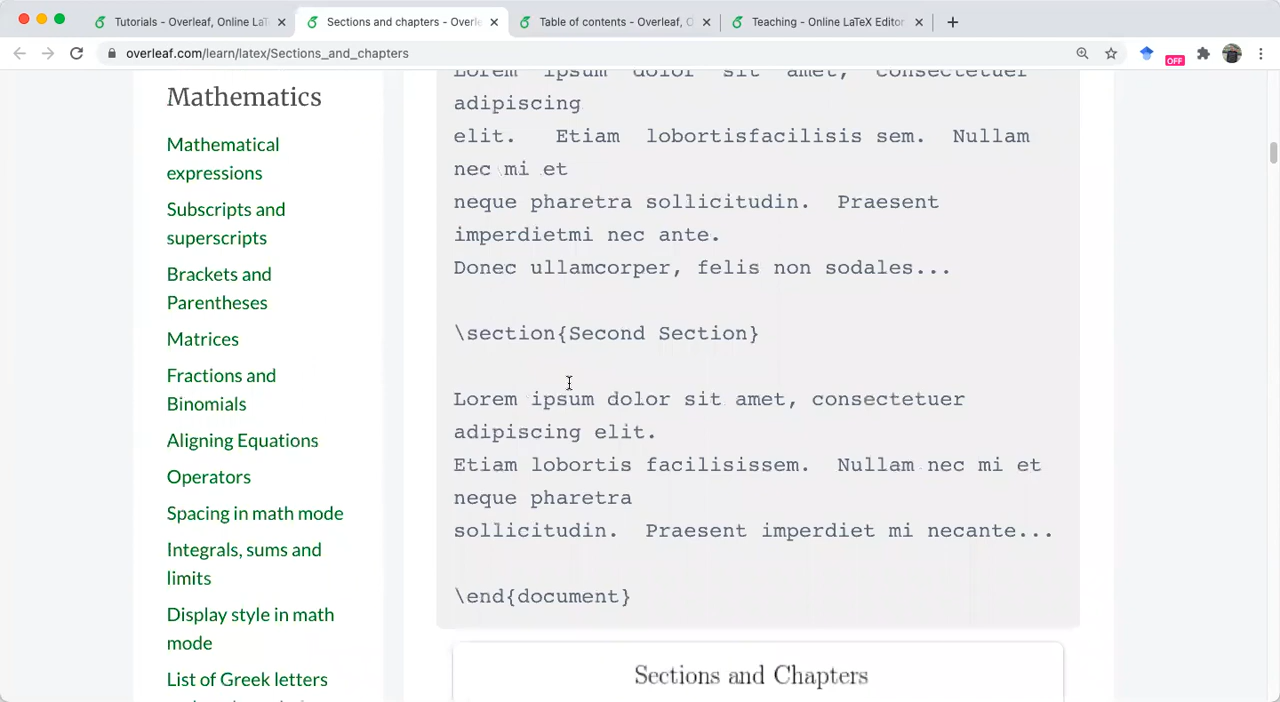 Tutorials - Overleaf, Online LaT
Sections and chapters - Overle
Table of contents - Overleaf, O
Teaching - Online LaTeX Editor
overleaf.com/learn/latex/Sections_and_chapters
OFF
Mathematics
Mathematical
expressions
Subscripts and
superscripts
Brackets and
Parentheses
Matrices
Fractions and
Binomials
Aligning Equations
Operators
Spacing in math mode
Integrals, sums and
limits
Display style in math
mode
List of Greek letters
Lorem ipsum dolor sit amet, consectetuer
adipiscing
elit. Etiam lobortisfacilisis sem. Nullam
nec mi et
neque pharetra sollicitudin. Praesent
imperdietmi nec ante.
Donec ullamcorper, felis non sodales...
\section{Second Section}
Lorem ipsum dolor sit amet, consectetuer
adipiscing elit.
Etiam lobortis facilisissem. Nullam nec mi et
neque pharetra
sollicitudin. Praesent imperdiet mi necante...
\end{document}
Sections and Chapters